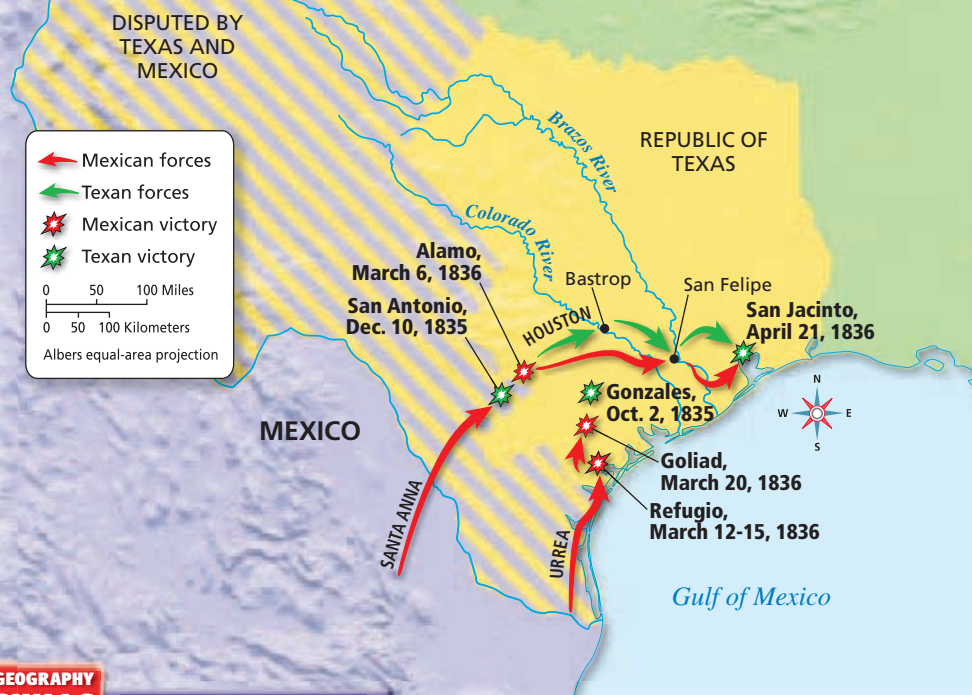 DISPUTED BY
TEXAS AND
MEXICO
Mexican forces
Texan forces
Mexican victory
Texan victory
0 50 100 Miles
0 50 100 Kilometers
Albers equal-area projection
REPUBLIC OF
TEXAS
Brazos River
Colorado River
Alamo,
March 6, 1836
San Antonio,
Dec. 10, 1835
Bastrop
San Felipe
HOUSTON
San Jacinto,
April 21, 1836
Gonzales,
Oct. 2, 1835
N
W E
S
MEXICO
Goliad,
March 20, 1836
Refugio,
March 12-15, 1836
SANTA ANNA
URREA
Gulf of Mexico
GEOGRAPHY